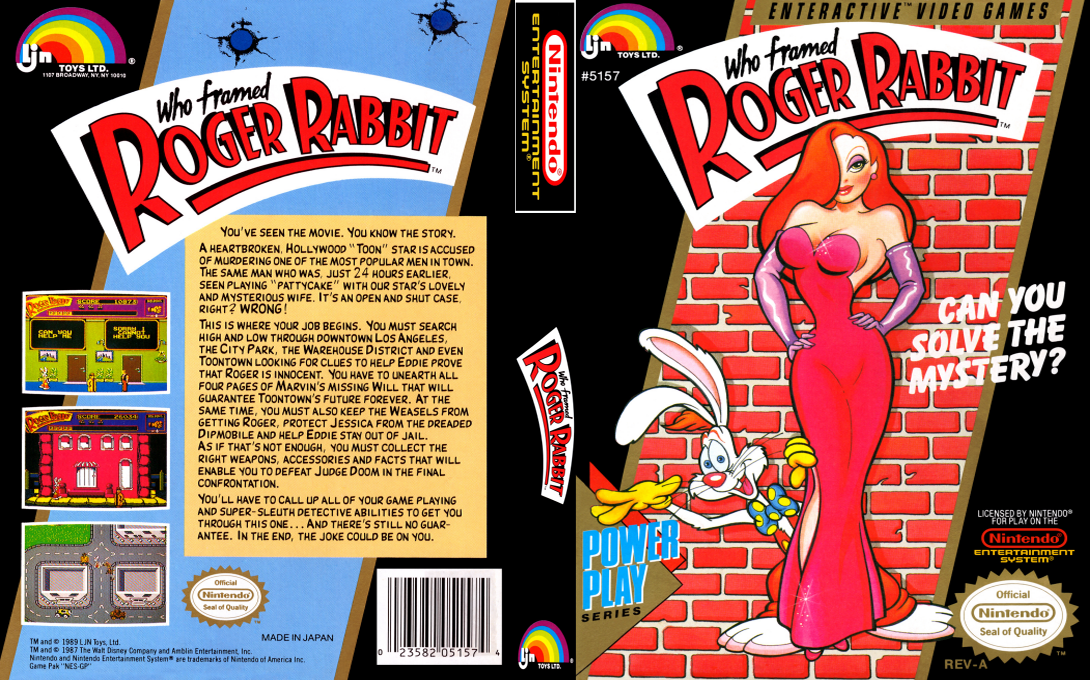 LJN
TOYS LTD.
1107 BROADWAY, NY, NY 10010
Who framed
ROGER RABBIT
TM
YOU'VE SEEN THE MOVIE. YOU KNOW THE STORY.
A HEARTBROKEN, HOLLYWOOD "TOON" STAR IS ACCUSED
OF MURDERING ONE OF THE MOST POPULAR MEN IN TOWN.
THE SAME MAN WHO WAS, JUST 24 HOURS EARLIER,
SEEN PLAYING "PATTYCAKE" WITH OUR STAR'S LOVELY
AND MYSTERIOUS WIFE. IT'S AN OPEN AND SHUT CASE,
RIGHT? WRONG!
THIS IS WHERE YOUR JOB BEGINS. YOU MUST SEARCH
HIGH AND LOW THROUGH DOWNTOWN LOS ANGELES,
THE CITY PARK, THE WAREHOUSE DISTRICT AND EVEN
TOONTOWN LOOKING FOR CLUES TO HELP EDDIE PROVE
THAT ROGER IS INNOCENT. YOU HAVE TO UNEARTH ALL
FOUR PAGES OF MARVIN'S MISSING WILL THAT WILL
GUARANTEE TOONTOWN'S FUTURE FOREVER. AT THE
SAME TIME, YOU MUST ALSO KEEP THE WEASELS FROM
GETTING ROGER, PROTECT JESSICA FROM THE DREADED
DIPMOBILE AND HELP EDDIE STAY OUT OF JAIL.
AS IF THAT'S NOT ENOUGH, YOU MUST COLLECT THE
RIGHT WEAPONS, ACCESSORIES AND FACTS THAT WILL
ENABLE YOU TO DEFEAT JUDGE DOOM IN THE FINAL
CONFRONTATION.
YOU'LL HAVE TO CALL UP ALL OF YOUR GAME PLAYING
AND SUPER-SLEUTH DETECTIVE ABILITIES TO GET YOU
THROUGH THIS ONE... AND THERE'S STILL NO GUAR-
ANTEE. IN THE END, THE JOKE COULD BE ON YOU.
ROGER RABBIT
SCORE 10873
CAN YOU
HELP ME
SORRY I
CANNOT
HELP YOU
ROGER RABBIT
SCORE 26034
Official
Nintendo
Seal of Quality
MADE IN JAPAN
TM and © 1989 LJN Toys, Ltd.
TM and © 1987 The Walt Disney Company and Amblin Entertainment, Inc.
Nintendo and Nintendo Entertainment System® are trademarks of Nintendo of America Inc.
Game Pak "NES-GP"
0 23582 05157 4
Nintendo®
ENTERTAINMENT
SYSTEM®
Who framed
ROGER RABBIT
LJN
TOYS LTD.
ENTERACTIVE™ VIDEO GAMES
LJN
TOYS LTD.
#5157
Who framed
ROGER RABBIT
TM
CAN YOU
SOLVE THE
MYSTERY?
POWER
PLAY
SERIES
LICENSED BY NINTENDO®
FOR PLAY ON THE
Nintendo
ENTERTAINMENT
SYSTEM®
Official
Nintendo
Seal of Quality
TM
REV-A